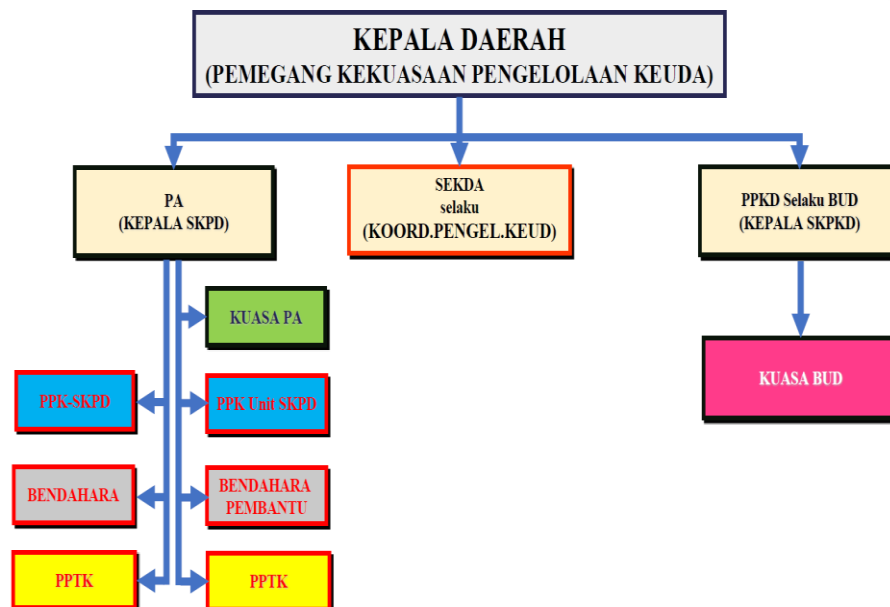 KEPALA DAERAH
(PEMEGANG KEKUASAAN PENGELOLAAN KEUDA)
PA
(KEPALA SKPD)
SEKDA
selaku
(KOORD.PENGEL.KEUD)
PPKD Selaku BUD
(KEPALA SKPKD)
KUASA PA
KUASA BUD
PPK-SKPD
PPK Unit SKPD
BENDAHARA
BENDAHARA
PEMBANTU
PPTK
PPTK